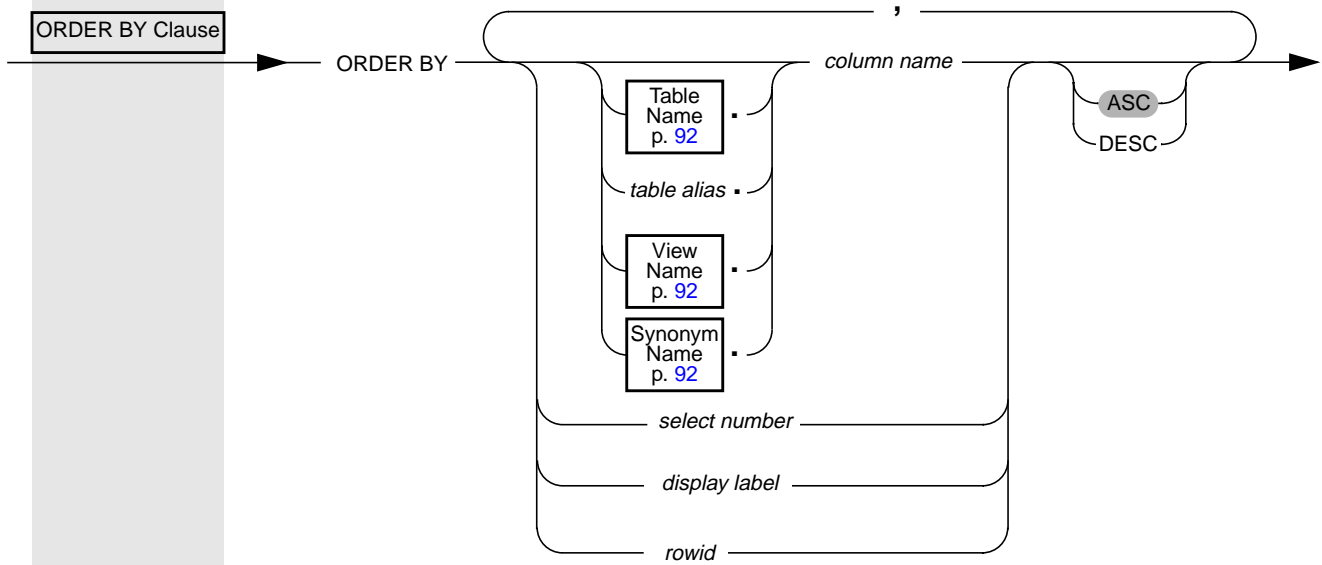 ,
ORDER BY Clause
ORDER BY
column name
Table
Name
p. 92
.
ASC
DESC
table alias .
View
Name
p. 92
.
Synonym
Name
p. 92
.
select number
display label
rowid